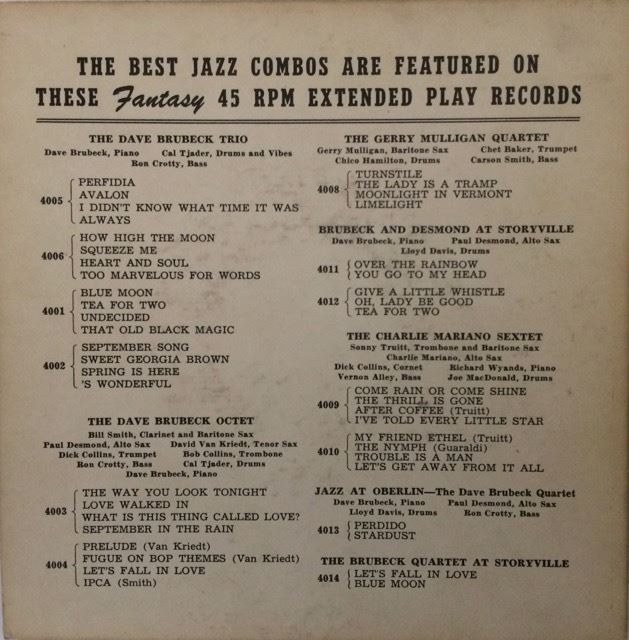 THE BEST JAZZ COMBOS ARE FEATURED ON
THESE Fantasy 45 RPM EXTENDED PLAY RECORDS
THE DAVE BRUBECK TRIO
Dave Brubeck, Piano Cal Tjader, Drums and Vibes
Ron Crotty, Bass
4005
PERFIDIA
AVALON
I DIDN'T KNOW WHAT TIME IT WAS
ALWAYS
4006
HOW HIGH THE MOON
SQUEEZE ME
HEART AND SOUL
TOO MARVELOUS FOR WORDS
4001
BLUE MOON
TEA FOR TWO
UNDECIDED
THAT OLD BLACK MAGIC
4002
SEPTEMBER SONG
SWEET GEORGIA BROWN
SPRING IS HERE
'S WONDERFUL
THE DAVE BRUBECK OCTET
Bill Smith, Clarinet and Baritone Sax
Paul Desmond, Alto Sax David Van Kriedt, Tenor Sax
Dick Collins, Trumpet Bob Collins, Trombone
Ron Crotty, Bass Cal Tjader, Drums
Dave Brubeck, Piano
4003
THE WAY YOU LOOK TONIGHT
LOVE WALKED IN
WHAT IS THIS THING CALLED LOVE?
SEPTEMBER IN THE RAIN
4004
PRELUDE (Van Kriedt)
FUGUE ON BOP THEMES (Van Kriedt)
LET'S FALL IN LOVE
IPCA (Smith)
THE GERRY MULLIGAN QUARTET
Gerry Mulligan, Baritone Sax Chet Baker, Trumpet
Chico Hamilton, Drums Carson Smith, Bass
4008
TURNSTILE
THE LADY IS A TRAMP
MOONLIGHT IN VERMONT
LIMELIGHT
BRUBECK AND DESMOND AT STORYVILLE
Dave Brubeck, Piano Paul Desmond, Alto Sax
Lloyd Davis, Drums
4011
OVER THE RAINBOW
YOU GO TO MY HEAD
4012
GIVE A LITTLE WHISTLE
OH, LADY BE GOOD
TEA FOR TWO
THE CHARLIE MARIANO SEXTET
Sonny Truitt, Trombone and Baritone Sax
Charlie Mariano, Alto Sax
Dick Collins, Cornet Richard Wyands, Piano
Vernon Alley, Bass Joe MacDonald, Drums
4009
COME RAIN OR COME SHINE
THE THRILL IS GONE
AFTER COFFEE (Truitt)
I'VE TOLD EVERY LITTLE STAR
4010
MY FRIEND ETHEL (Truitt)
THE NYMPH (Guaraldi)
TROUBLE IS A MAN
LET'S GET AWAY FROM IT ALL
JAZZ AT OBERLIN—The Dave Brubeck Quartet
Dave Brubeck, Piano Paul Desmond, Alto Sax
Lloyd Davis, Drums Ron Crotty, Bass
4013
PERDIDO
STARDUST
THE BRUBECK QUARTET AT STORYVILLE
4014
LET'S FALL IN LOVE
BLUE MOON